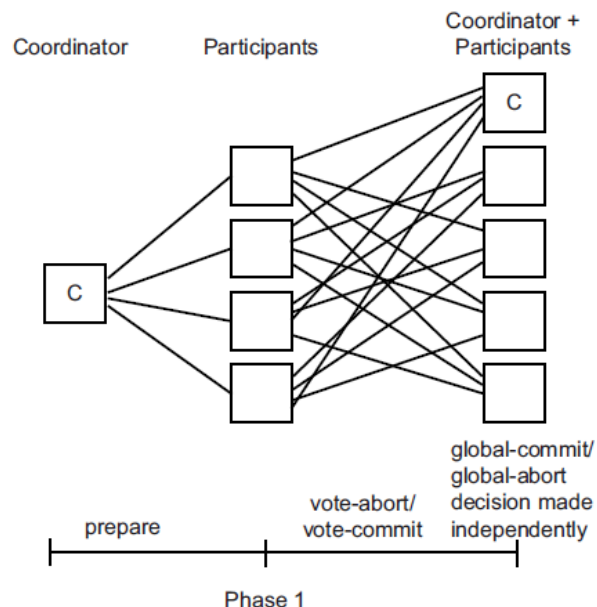 Coordinator
Participants
Coordinator +
Participants
C
C
prepare
vote-abort/
vote-commit
global-commit/
global-abort
decision made
independently
Phase 1